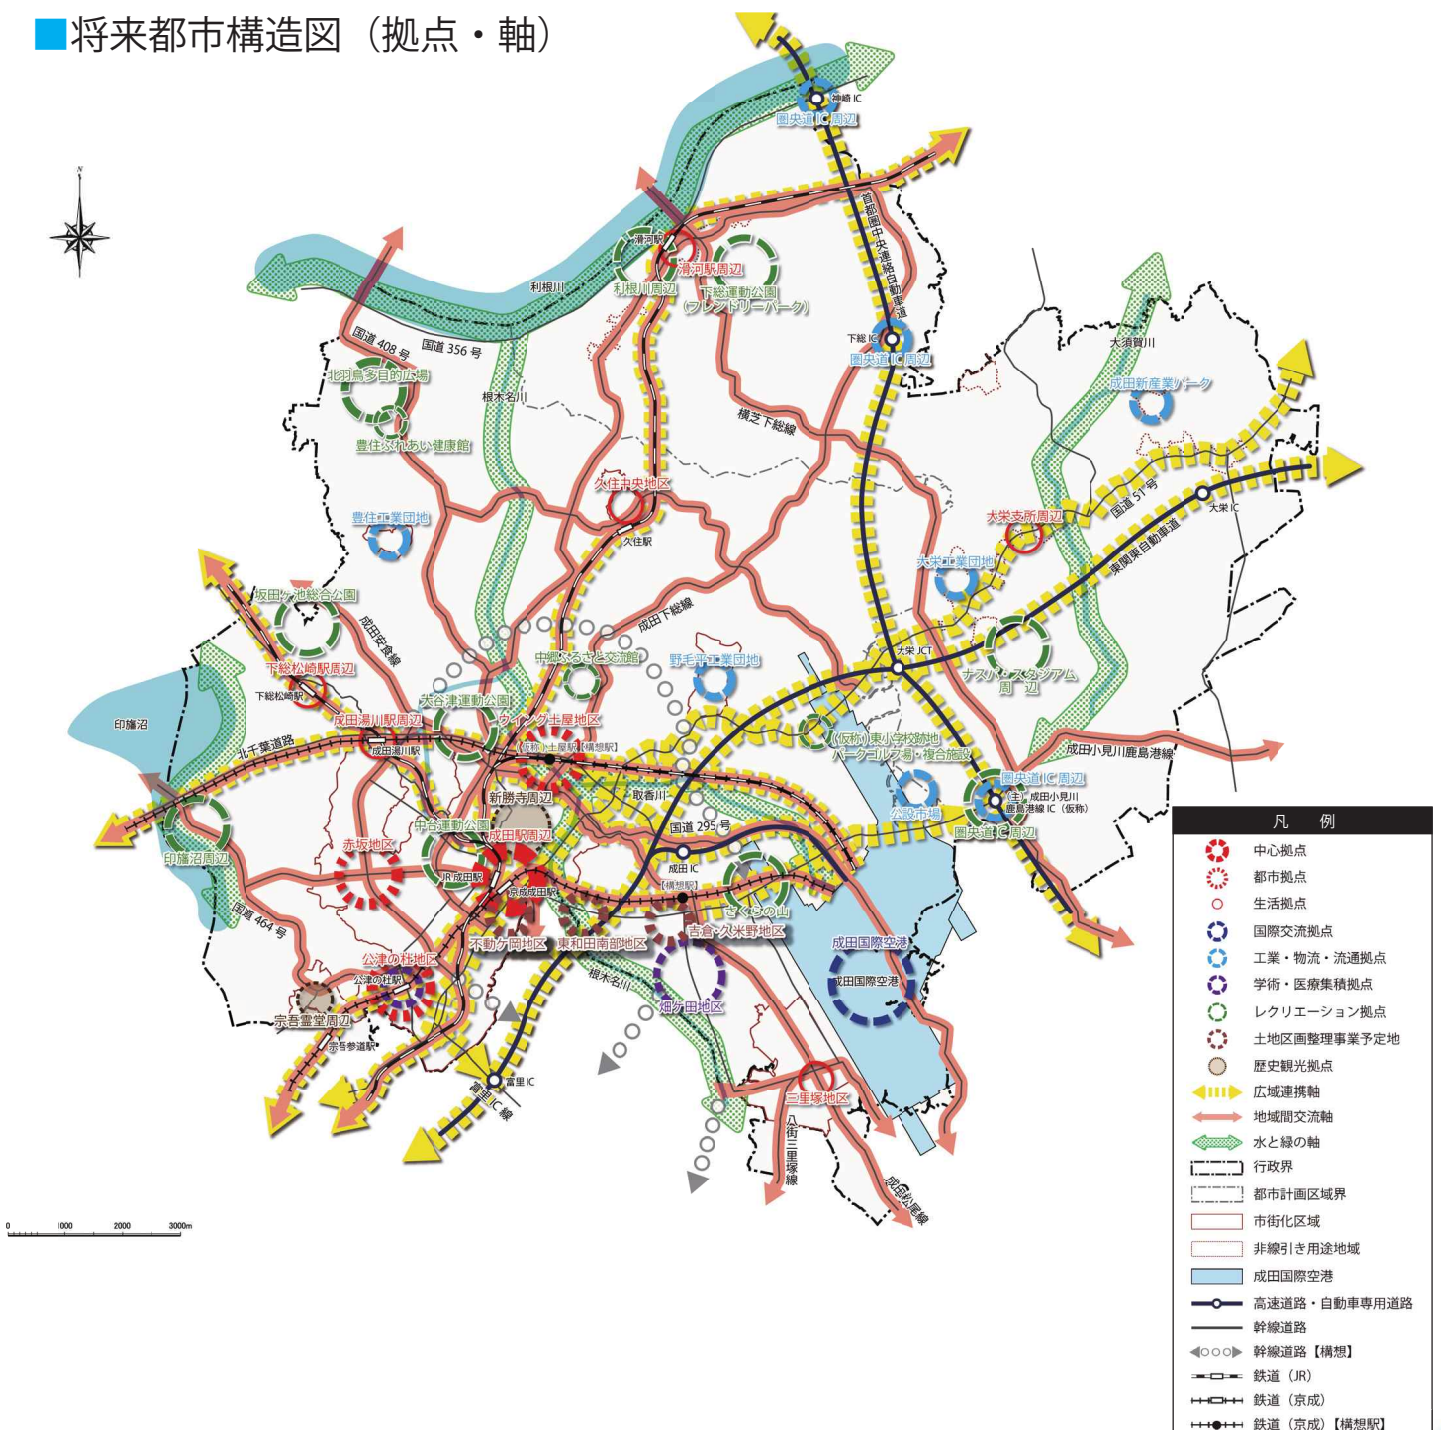 ■将来都市構造図（拠点・軸）
N
神崎 IC
圏央道 IC 周辺
首都圏中央連絡自動車道
滑河駅
滑河駅周辺
利根川周辺
下総運動公園
（フレンドリーパーク）
利根川
国道 408 号
国道 356 号
下総 IC
圏央道 IC 周辺
大須賀川
成田新産業パーク
北羽鳥多目的広場
豊住ふれあい健康館
根木名川
横芝下総線
久住中央地区
久住駅
豊住工業団地
国道 51 号
大栄 IC
大栄支所周辺
東関東自動車道
大栄工業団地
坂田ヶ池総合公園
成田安食線
成田下総線
中郷ふるさと交流館
野毛平工業団地
大栄 JCT
ナスパ・スタジアム
周　辺
下総松崎駅周辺
下総松崎駅
大谷津運動公園
ウイング土屋地区
（仮称）土屋駅【構想駅】
成田湯川駅周辺
成田湯川駅
印旛沼
北千葉道路
（仮称）東小学校跡地
パークゴルフ場・複合施設
成田小見川鹿島港線
圏央道 IC 周辺
（主）成田小見川
鹿島港線 IC（仮称）
圏央道 IC 周辺
公設市場
取香川
新勝寺周辺
国道 295 号
成田 IC
中台運動公園
成田駅周辺
赤坂地区
印旛沼周辺
JR 成田駅
京成成田駅
【構想駅】
さくらの山
国道 464 号
不動ケ岡地区
東和田南部地区
吉倉・久米野地区
成田国際空港
成田国際空港
公津の杜地区
公津の杜駅
根木名川
畑ケ田地区
宗吾霊堂周辺
宗吾参道駅
富里 IC
富里 IC 線
三里塚地区
八街三里塚線
成田松尾線
0　1000　2000　3000m
凡　例
中心拠点
都市拠点
生活拠点
国際交流拠点
工業・物流・流通拠点
学術・医療集積拠点
レクリエーション拠点
土地区画整理事業予定地
歴史観光拠点
広域連携軸
地域間交流軸
水と緑の軸
行政界
都市計画区域界
市街化区域
非線引き用途地域
成田国際空港
高速道路・自動車専用道路
幹線道路
幹線道路【構想】
鉄道（JR）
鉄道（京成）
鉄道（京成）【構想駅】